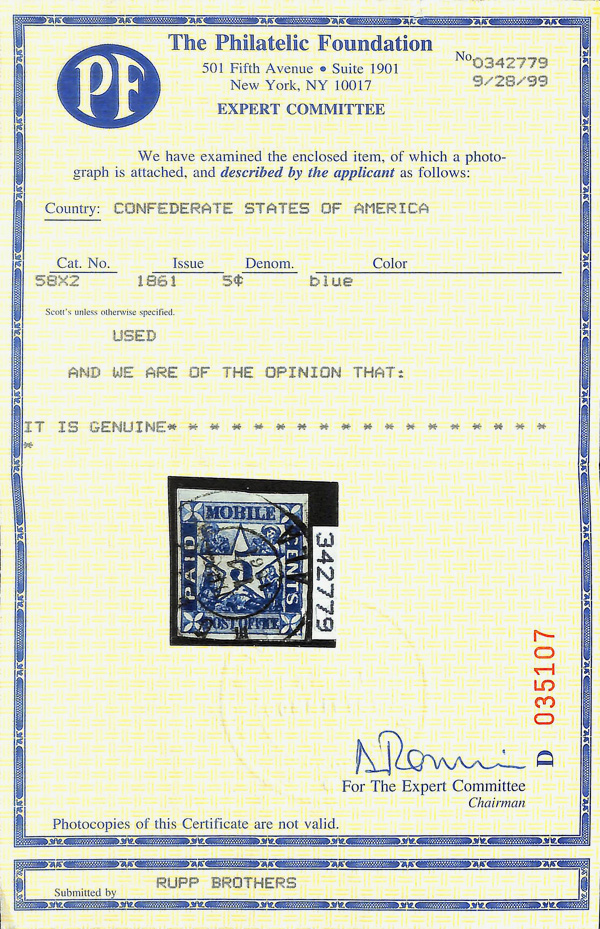 PF
The Philatelic Foundation
501 Fifth Avenue • Suite 1901
New York, NY 10017
EXPERT COMMITTEE
No. 0342779
9/28/99
We have examined the enclosed item, of which a photo-
graph is attached, and described by the applicant as follows:
Country: CONFEDERATE STATES OF AMERICA
Cat. No. Issue Denom. Color
58X2 1861 5¢ blue
Scott's unless otherwise specified.
USED
AND WE ARE OF THE OPINION THAT:
IT IS GENUINE* * * * * * * * * * * * * * * * * *
*
MOBILE
PAID
5
CENTS
POST OFFICE
342779
035107
D
For The Expert Committee
Chairman
Photocopies of this Certificate are not valid.
Submitted by RUPP BROTHERS